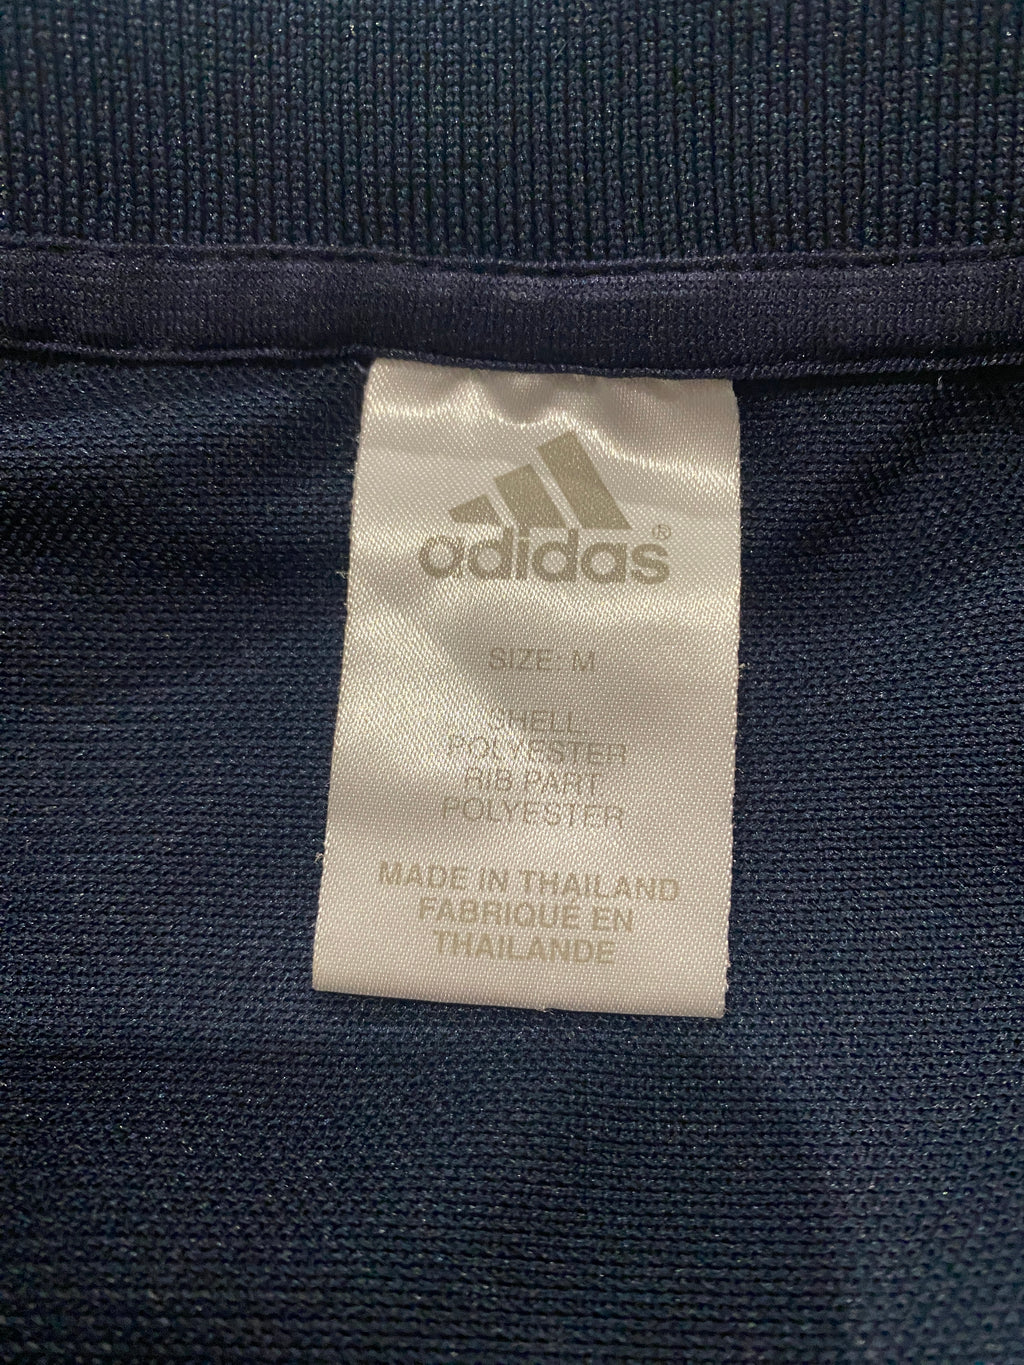 adidas®
SIZE: M
SHELL:
POLYESTER
RIB PART
POLYESTER
MADE IN THAILAND
FABRIQUÉ EN
THAILANDE